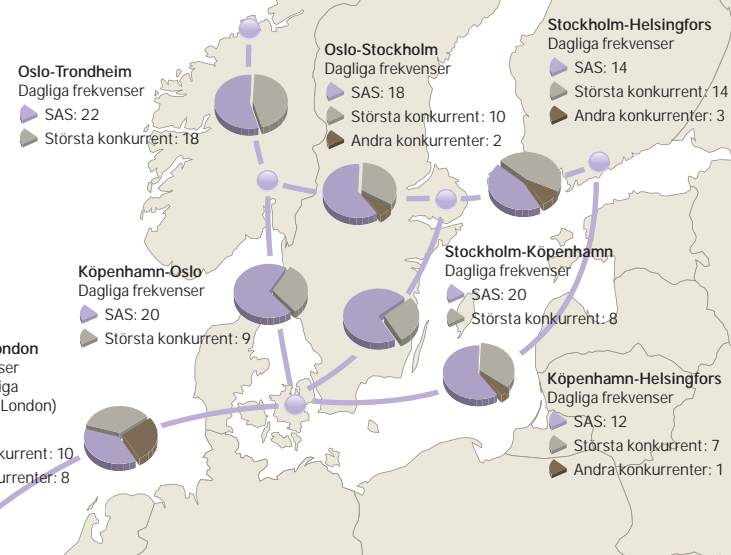 Oslo-Trondheim
Dagliga frekvenser
SAS: 22
Största konkurrent: 18
Oslo-Stockholm
Dagliga frekvenser
SAS: 18
Största konkurrent: 10
Andra konkurrenter: 2
Stockholm-Helsingfors
Dagliga frekvenser
SAS: 14
Största konkurrent: 14
Andra konkurrenter: 3
Köpenhamn-Oslo
Dagliga frekvenser
SAS: 20
Största konkurrent: 9
Stockholm-Köpenhamn
Dagliga frekvenser
SAS: 20
Största konkurrent: 8
ondon
ser
iga
London)
kurrent: 10
urrenter: 8
Köpenhamn-Helsingfors
Dagliga frekvenser
SAS: 12
Största konkurrent: 7
Andra konkurrenter: 1